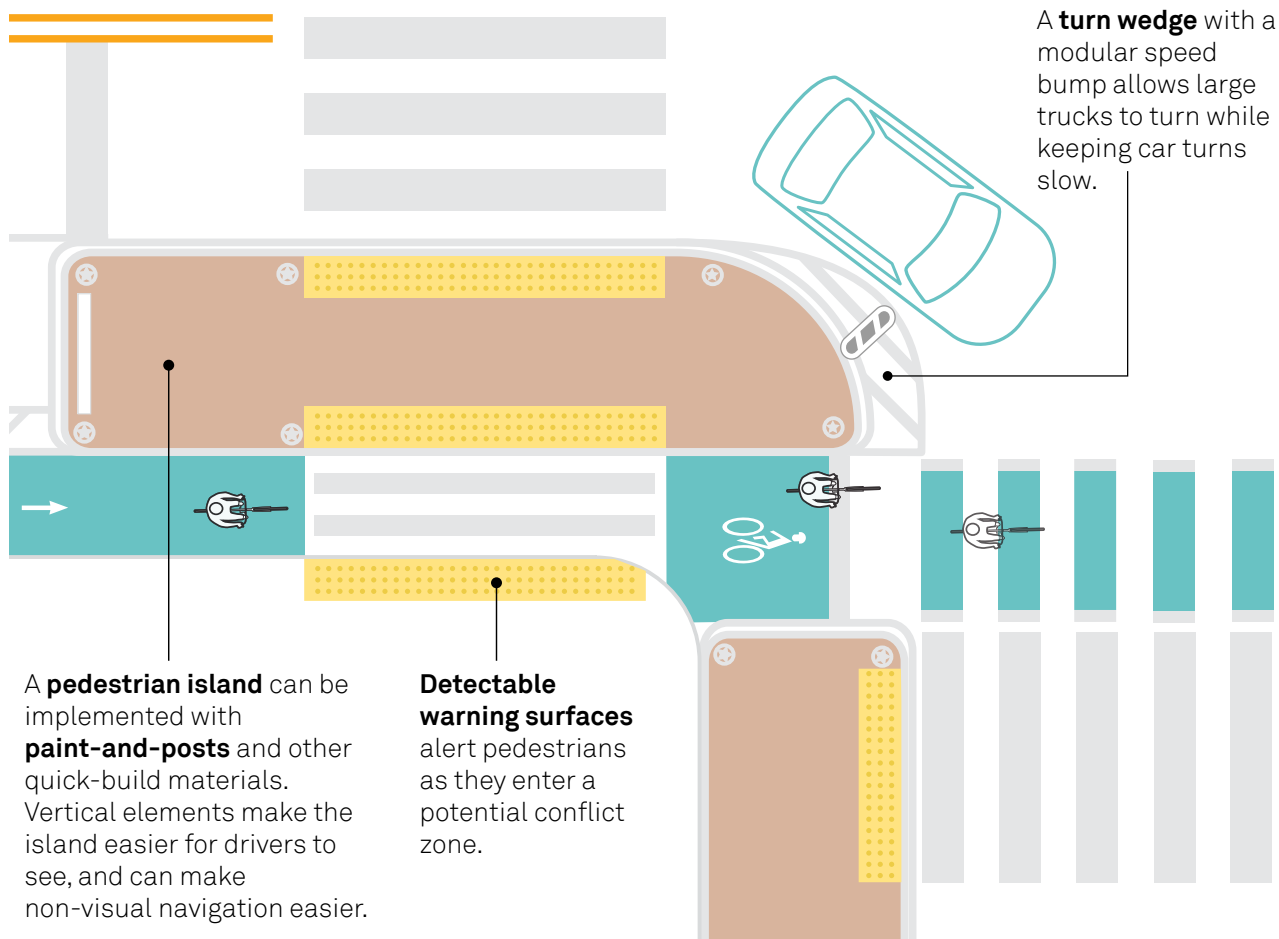 A turn wedge with a
modular speed
bump allows large
trucks to turn while
keeping car turns
slow.
A pedestrian island can be
implemented with
paint-and-posts and other
quick-build materials.
Vertical elements make the
island easier for drivers to
see, and can make
non-visual navigation easier.
Detectable
warning surfaces
alert pedestrians
as they enter a
potential conflict
zone.